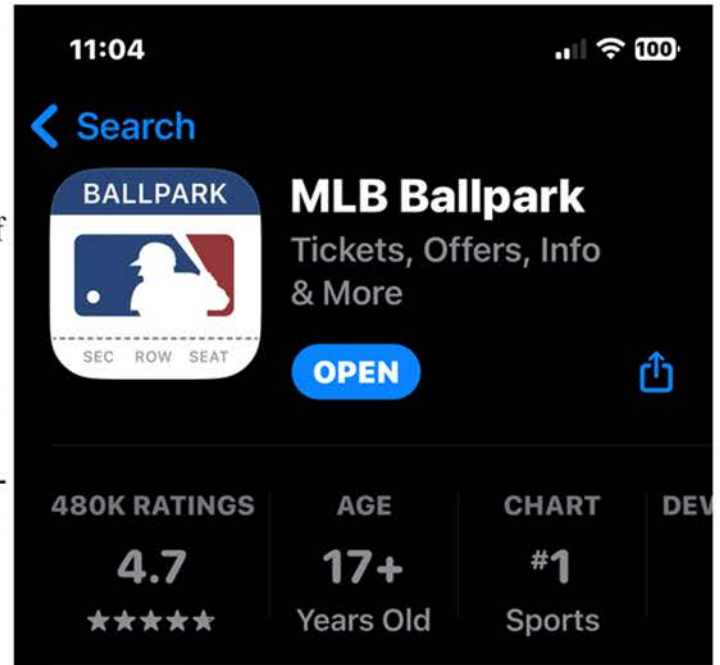 11:04
100
Search
BALLPARK
SEC ROW SEAT
MLB Ballpark
Tickets, Offers, Info
& More
OPEN
480K RATINGS
4.7
AGE
17+
Years Old
CHART
#1
Sports
DEV